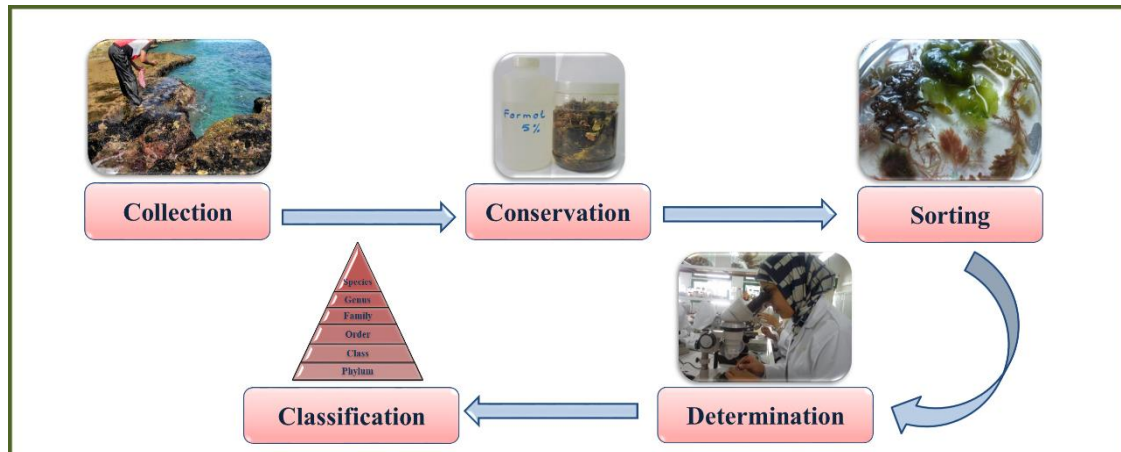 Formol
5%
Collection
Conservation
Sorting
Species
Genus
Family
Order
Class
Phylum
Classification
Determination